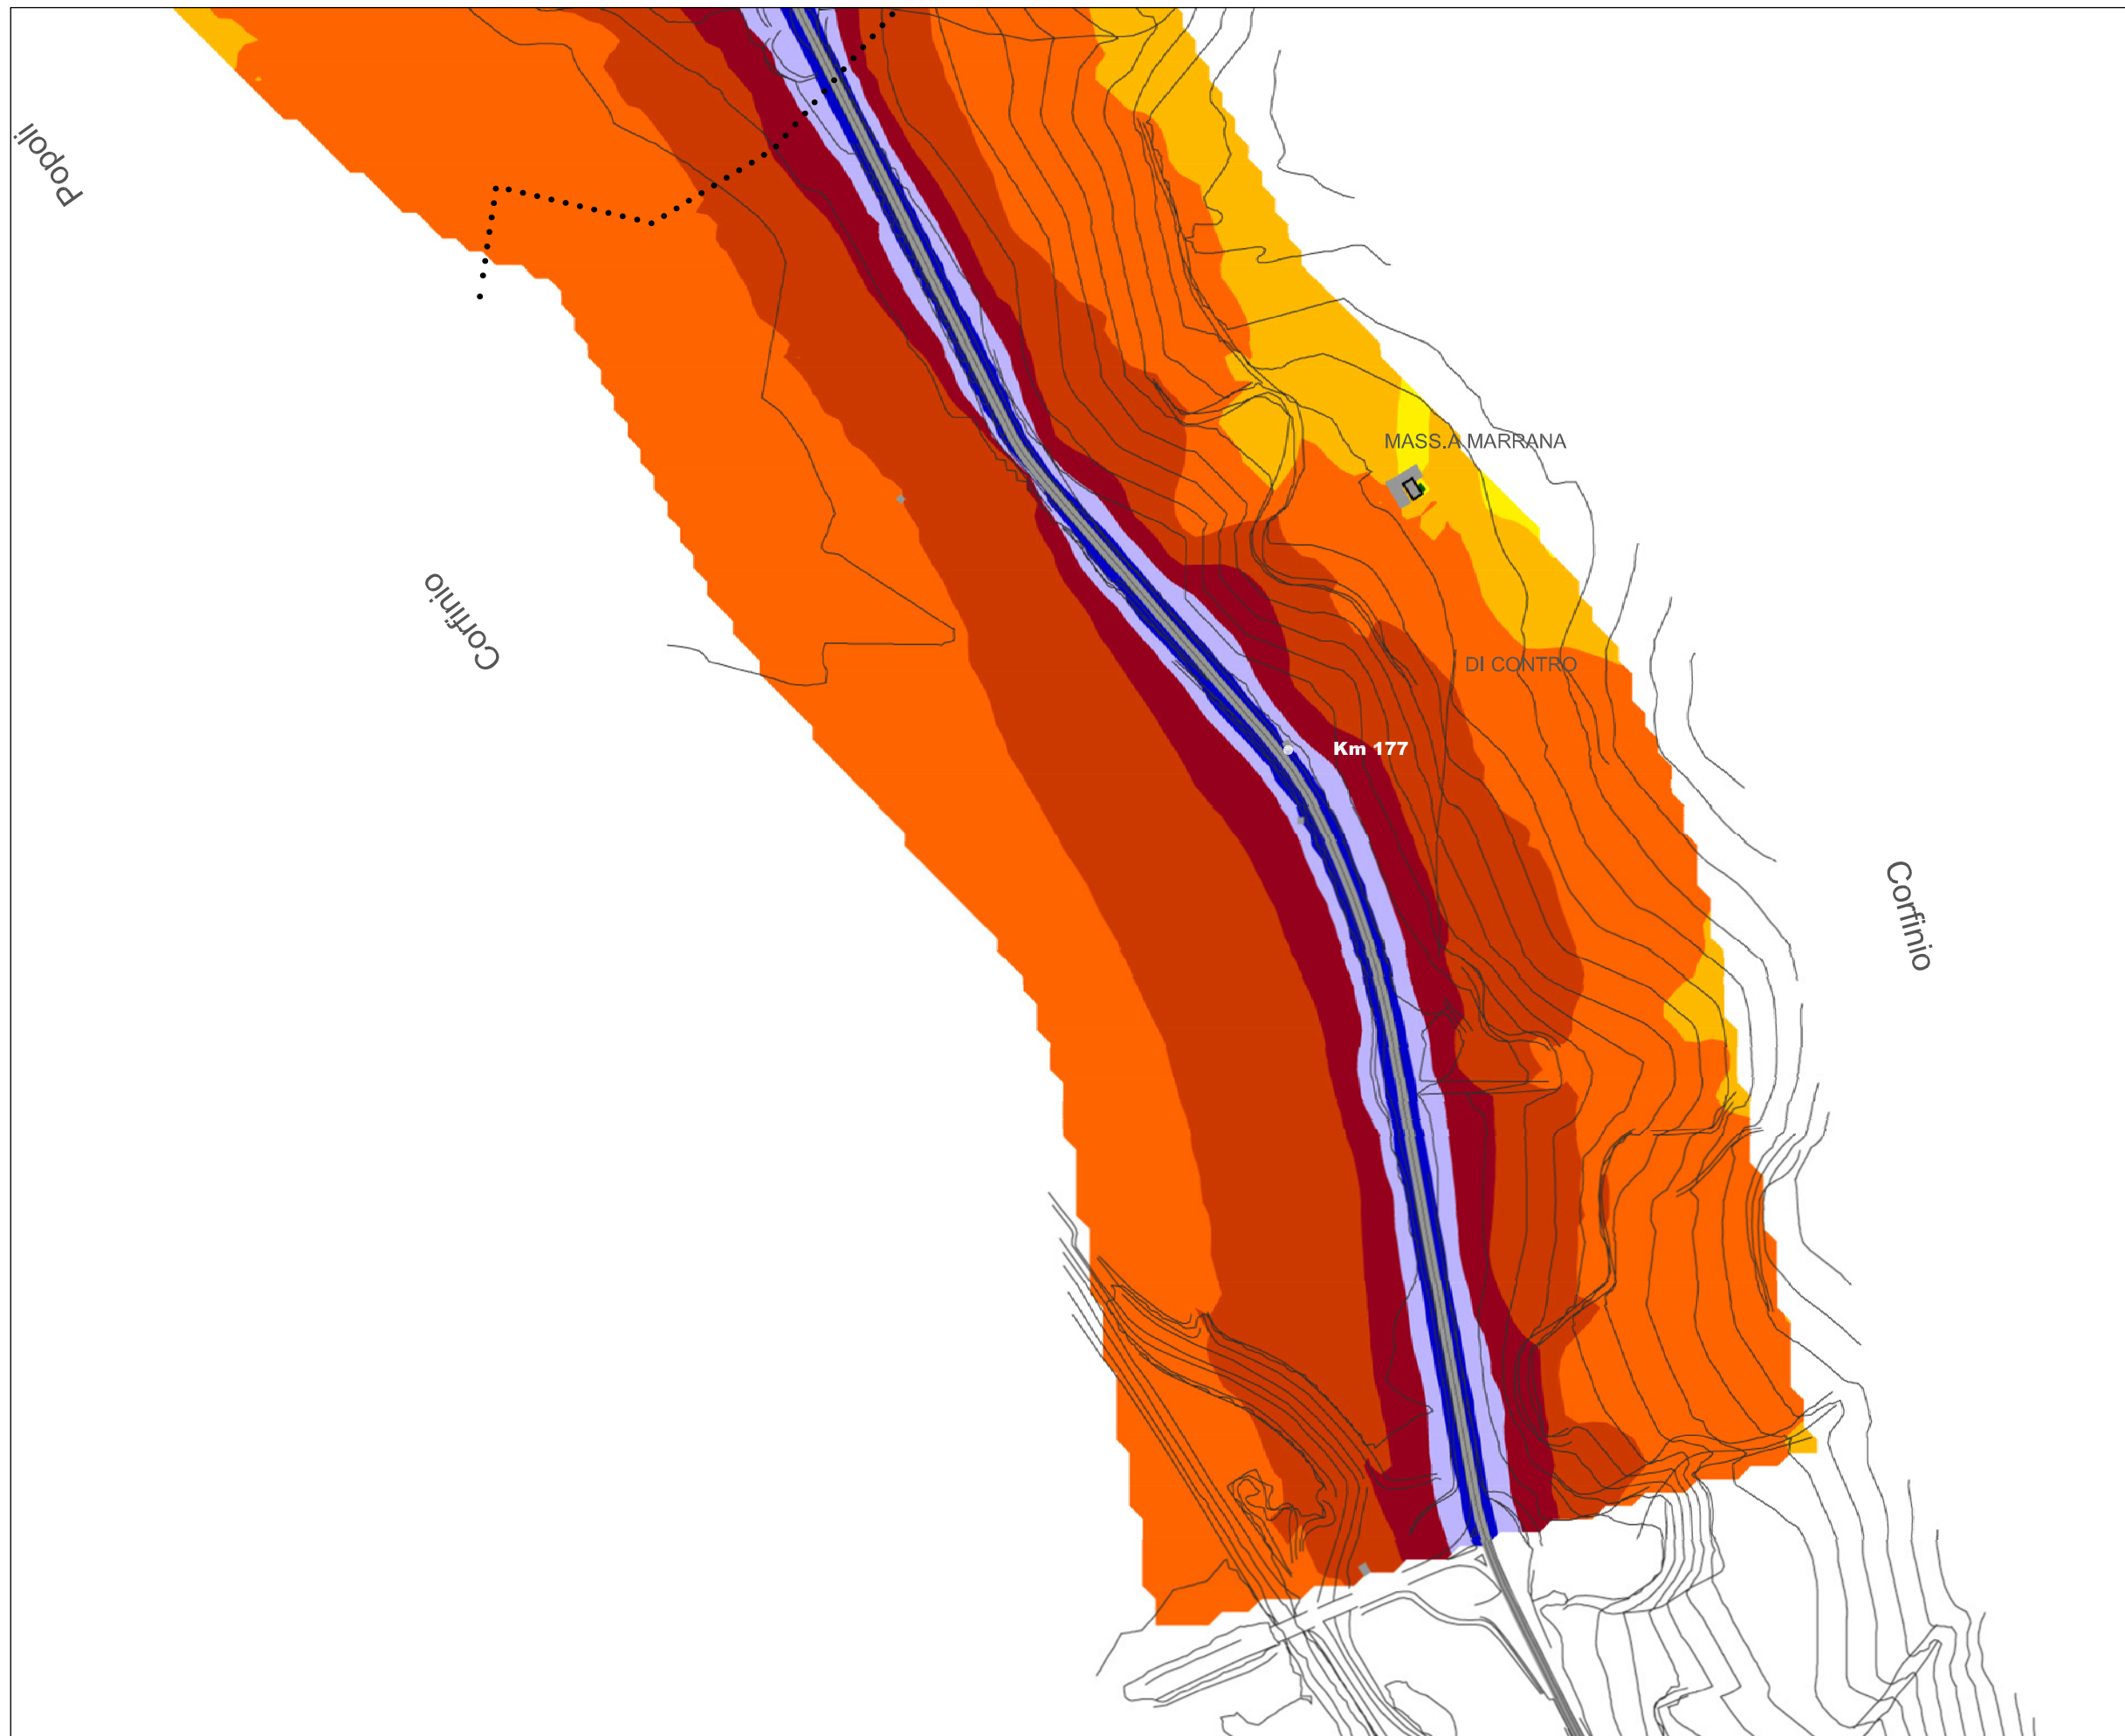 Popoli
MASS.A MARRANA
Corfinio
DI CONTRO
Km 177
Corfinio